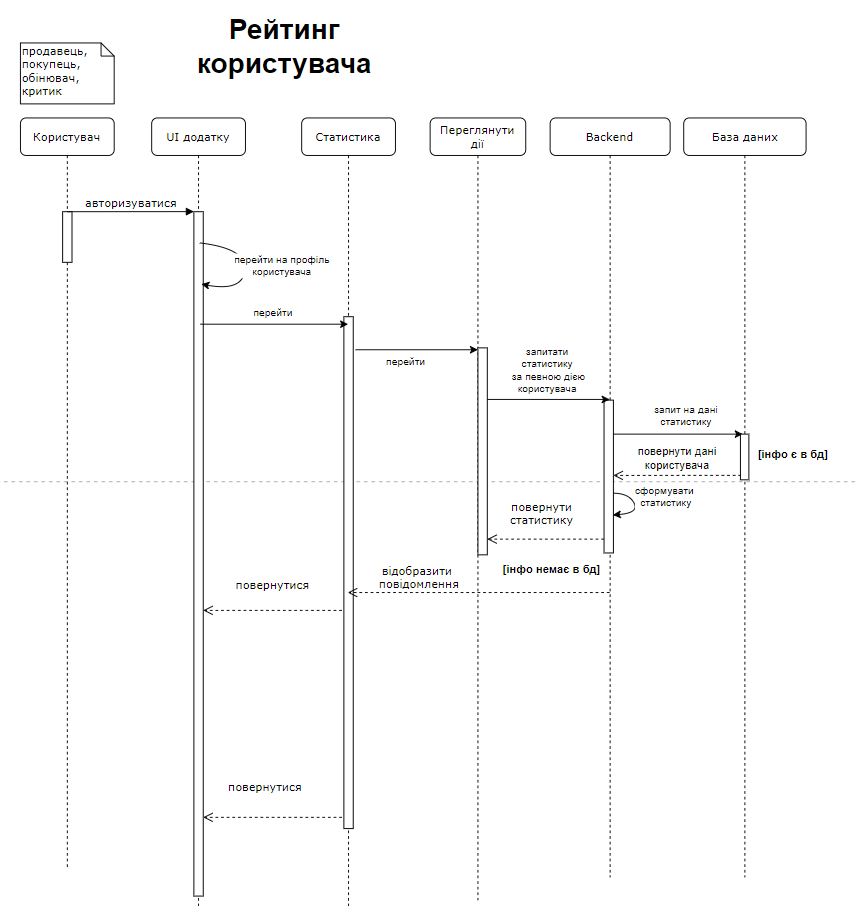 Рейтинг
користувача
продавець,
покупець,
обінювач,
критик
Користувач
UI додатку
Статистика
Переглянути
дії
Backend
База даних
авторизуватися
перейти на профіль
користувача
перейти
перейти
запитати
статистику
за певною дією
користувача
запит на дані
статистику
повернути дані
користувача
[інфо є в бд]
сформувати
статистику
повернути
статистику
[інфо немає в бд]
відобразити
повідомлення
повернутися
повернутися